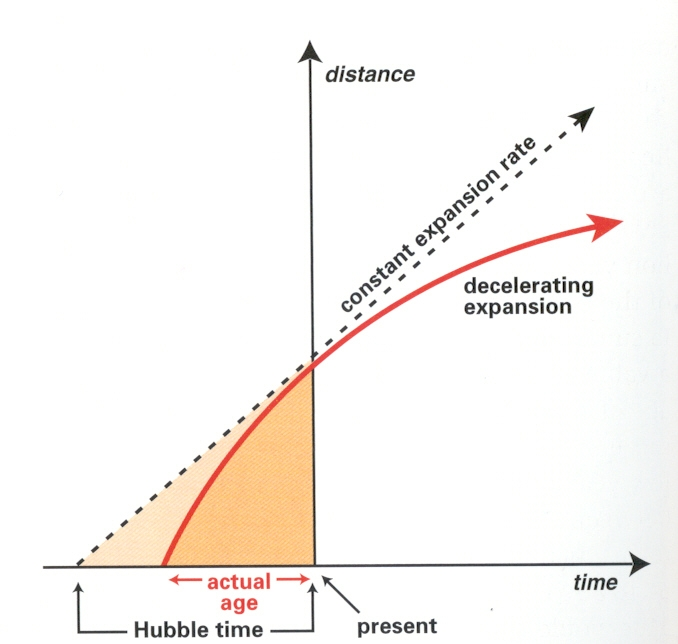 distance
constant expansion rate
decelerating
expansion
time
actual
age
Hubble time
present